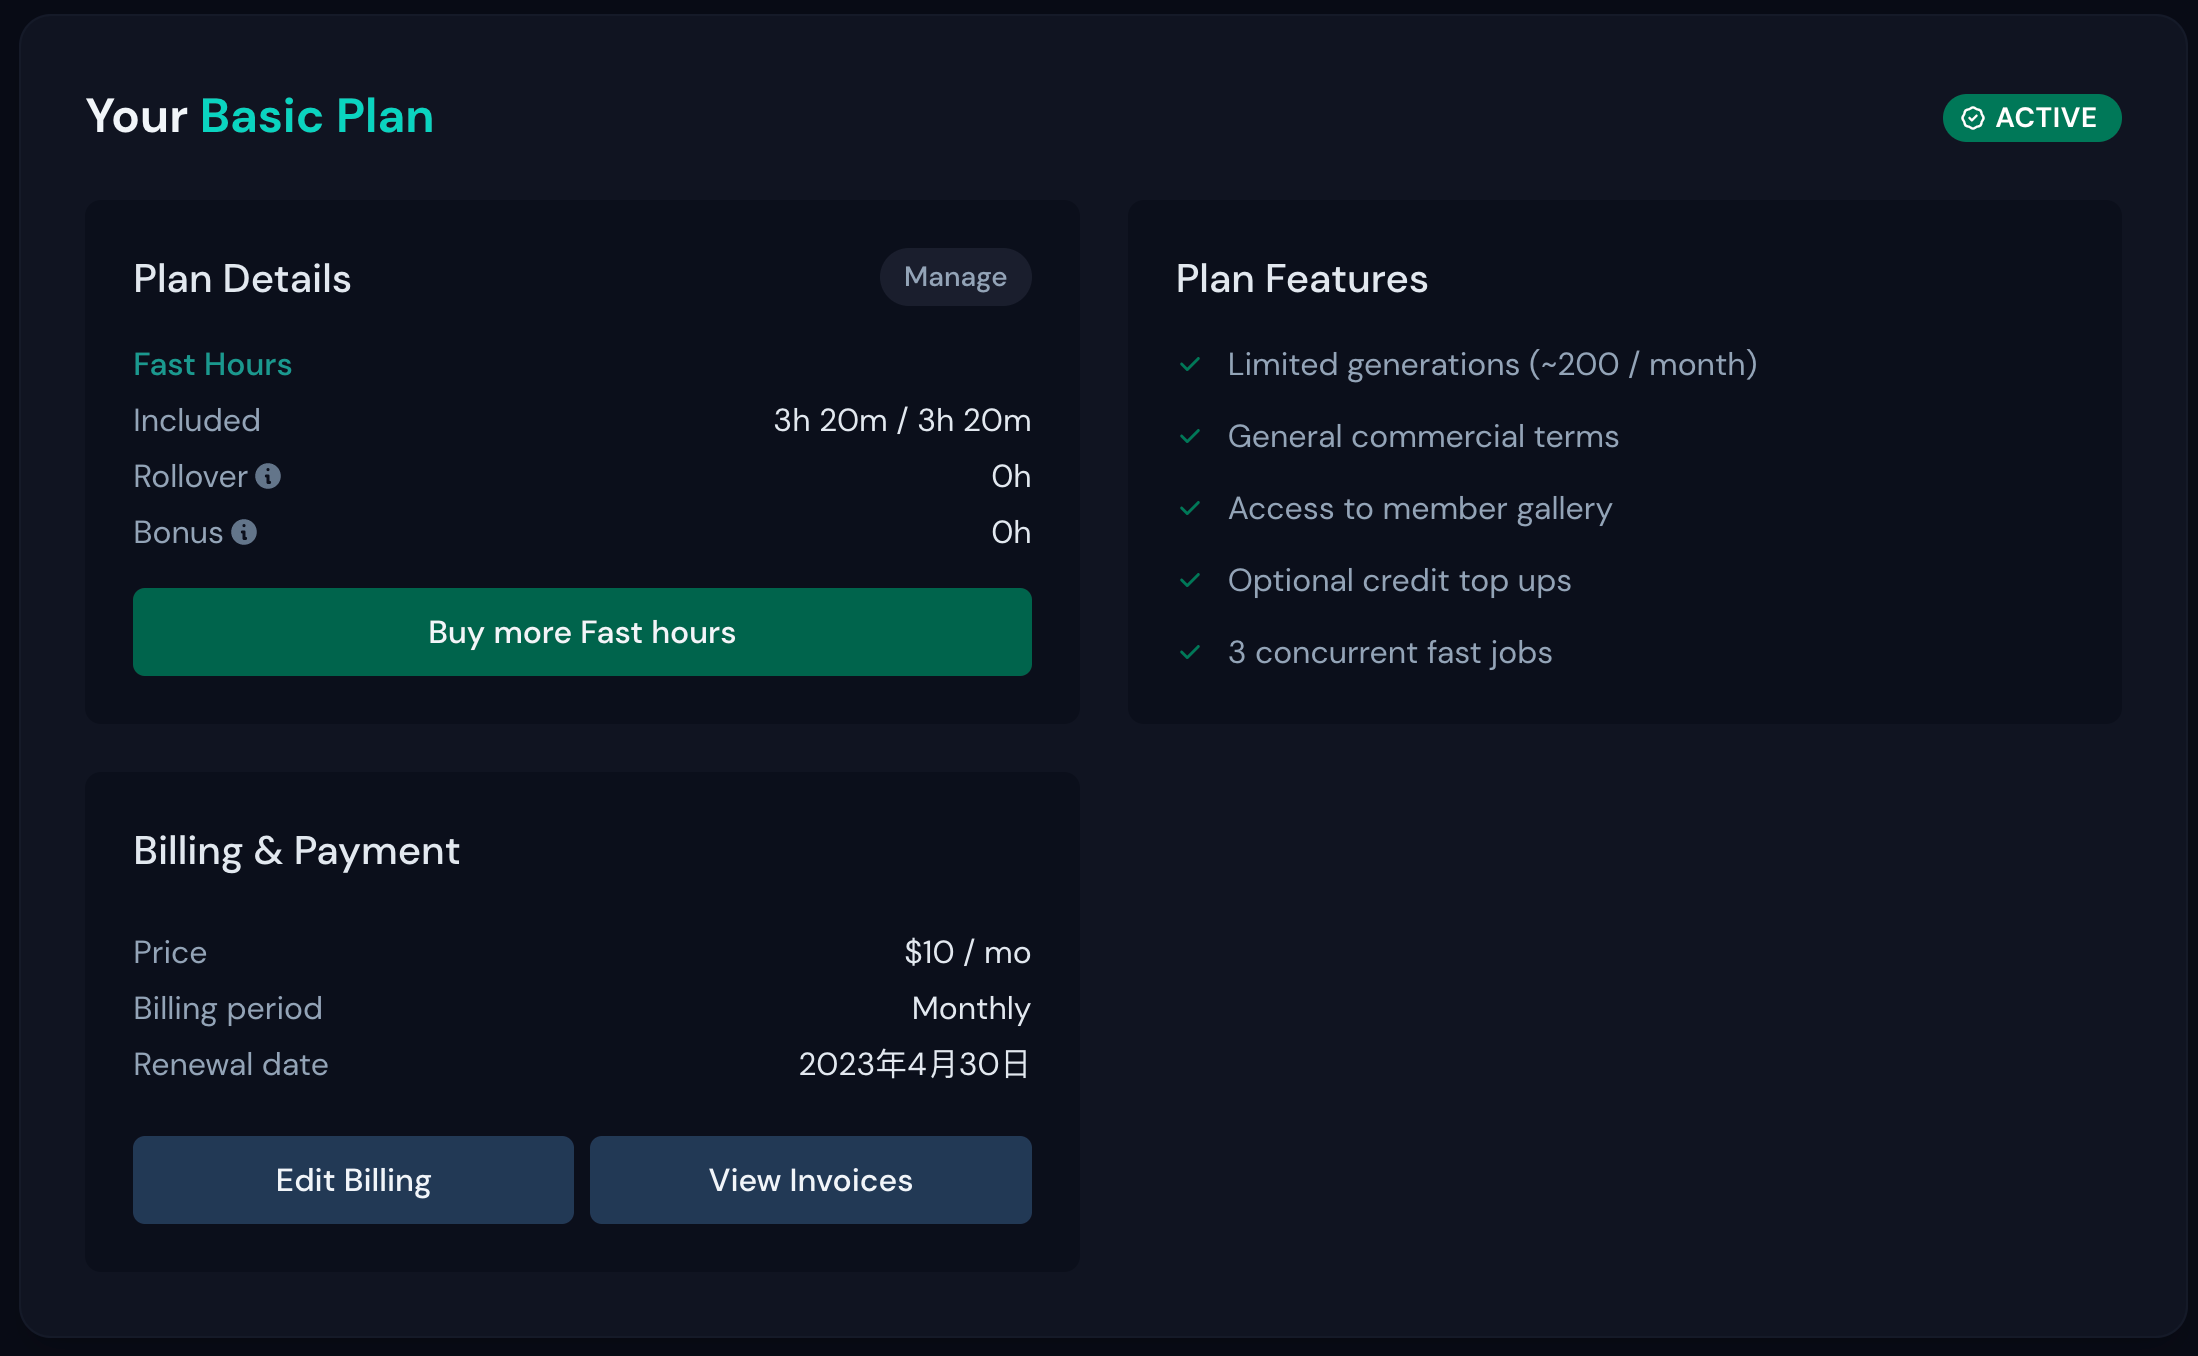 Your Basic Plan
ACTIVE
Plan Details
Manage
Fast Hours
Included 3h 20m / 3h 20m
Rollover 0h
Bonus 0h
Buy more Fast hours
Plan Features
Limited generations (~200 / month)
General commercial terms
Access to member gallery
Optional credit top ups
3 concurrent fast jobs
Billing & Payment
Price $10 / mo
Billing period Monthly
Renewal date 2023年4月30日
Edit Billing
View Invoices